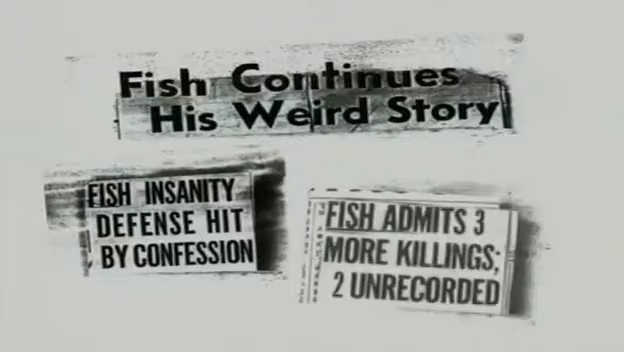 Fish Continues
His Weird Story
FISH INSANITY
DEFENSE HIT
BY CONFESSION
FISH ADMITS 3
MORE KILLINGS;
2 UNRECORDED